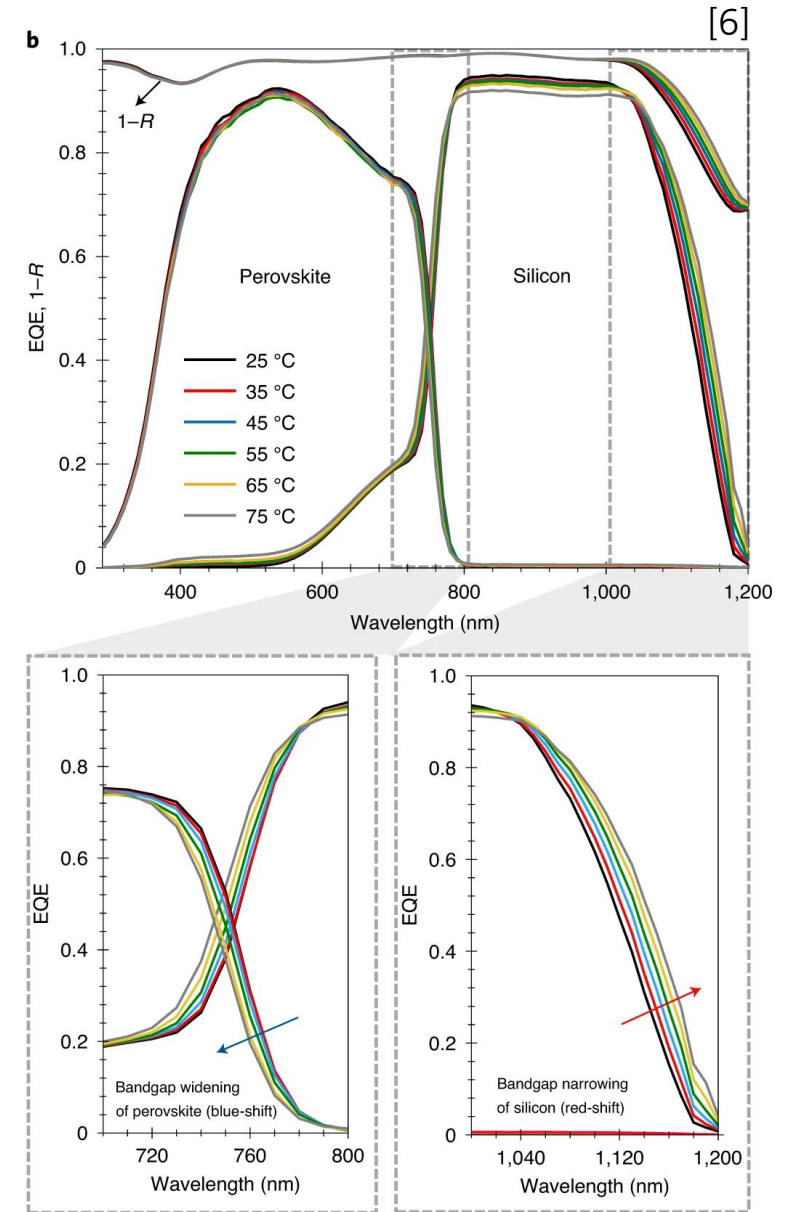 [6]
b
1.0
0.8
0.6
0.4
0.2
0
EQE, 1–R
1–R
Perovskite
Silicon
25 °C
35 °C
45 °C
55 °C
65 °C
75 °C
400
600
800
1,000
1,200
Wavelength (nm)
1.0
0.8
0.6
0.4
0.2
0
EQE
Bandgap widening
of perovskite (blue-shift)
720
760
800
Wavelength (nm)
1.0
0.8
0.6
0.4
0.2
0
EQE
Bandgap narrowing
of silicon (red-shift)
1,040
1,120
1,200
Wavelength (nm)